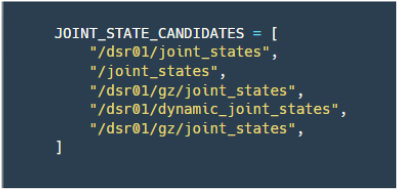 JOINT_STATE_CANDIDATES = [
    "/dsr01/joint_states",
    "/joint_states",
    "/dsr01/gz/joint_states",
    "/dsr01/dynamic_joint_states",
    "/dsr01/gz/joint_states",
]